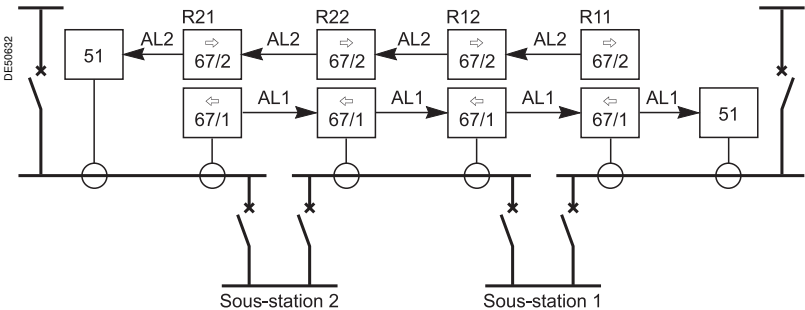 DE50632
R21 R22 R12 R11
51 AL2 67/2 AL2 67/2 AL2 67/2 AL2 67/2
67/1 AL1 67/1 AL1 67/1 AL1 67/1 AL1 51
Sous-station 2 Sous-station 1